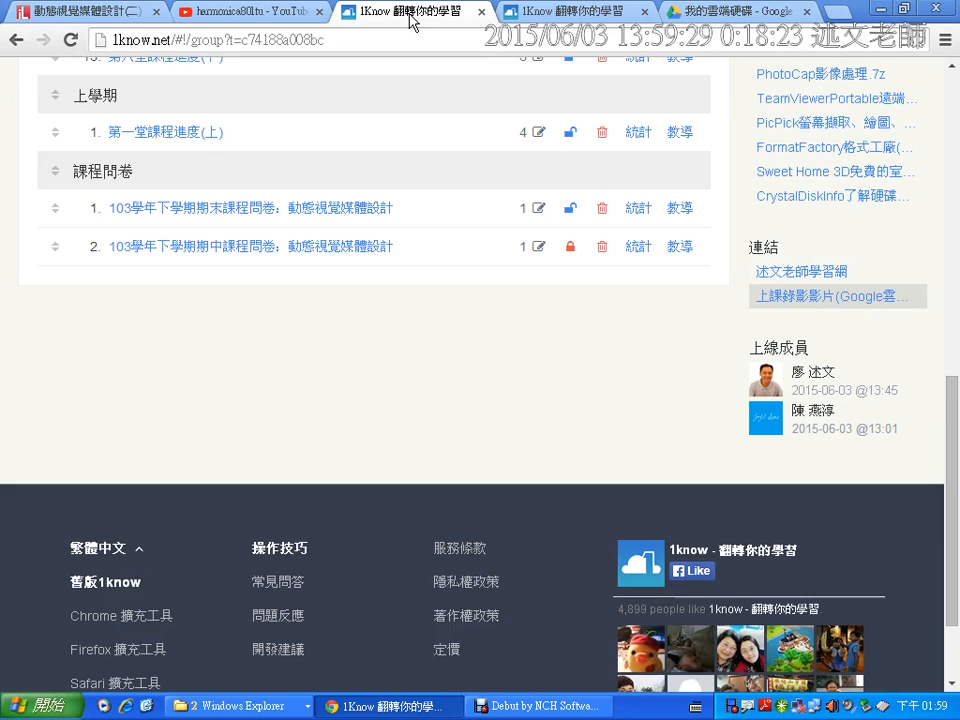 動態視覺媒體設計(二)
harmonica80ltu - YouTube
1Know 翻轉你的學習
1Know 翻轉你的學習
我的雲端硬碟 - Google
1know.net/#!/group?t=c74188a008bc
2015/06/03 13:59:29 0:18:23 述文老師
統計 教導
上學期
1. 第一堂課程進度(上) 4 統計 教導
課程問卷
1. 103學年下學期期末課程問卷：動態視覺媒體設計 1 統計 教導
2. 103學年下學期期中課程問卷：動態視覺媒體設計 1 統計 教導
PhotoCap影像處理.7z
TeamViewerPortable遠端...
PicPick螢幕擷取、繪圖、...
FormatFactory格式工廠(...
Sweet Home 3D免費的室...
CrystalDiskInfo了解硬碟...
連結
述文老師學習網
上課錄影影片(Google雲...
上線成員
廖 述文
2015-06-03 @13:45
陳 燕淳
2015-06-03 @13:01
繁體中文
舊版1know
Chrome 擴充工具
Firefox 擴充工具
Safari 擴充工具
操作技巧
常見問答
問題反應
開發建議
服務條款
隱私權政策
著作權政策
定價
1know - 翻轉你的學習
Like
4,899 people like 1know - 翻轉你的學習
開始
2 Windows Explorer
1Know 翻轉你的學...
Debut by NCH Softwa...
下午 01:59